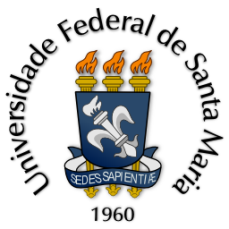 Universidade Federal de Santa Maria
SEDES SAPIENTIÆ
1960